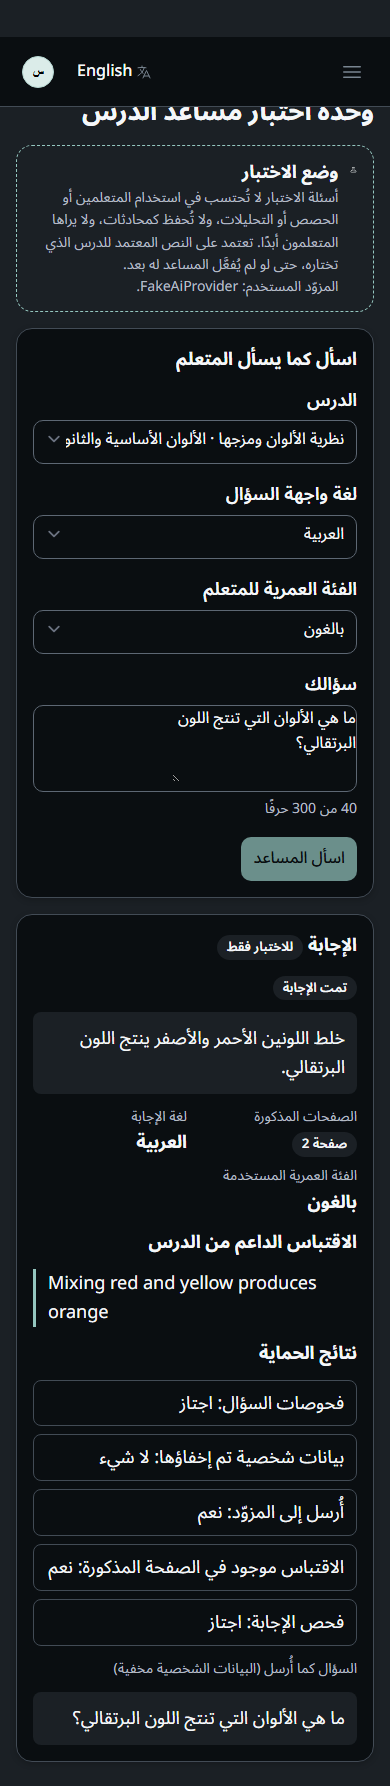 س
English
وحدة اختبار مساعد الدرس
وضع الاختبار
أسئلة الاختبار لا تُحتسب في استخدام المتعلمين أو
الحصص أو التحليلات، ولا تُحفظ كمحادثات، ولا يراها
المتعلمون أبدًا. تعتمد على النص المعتمد للدرس الذي
تختاره، حتى لو لم يُفعَّل المساعد له بعد.
المزوّد المستخدم: FakeAiProvider.
اسأل كما يسأل المتعلم
الدرس
نظرية الألوان ومزجها · الألوان الأساسية والثانو
لغة واجهة السؤال
العربية
الفئة العمرية للمتعلم
بالغون
سؤالك
ما هي الألوان التي تنتج اللون
البرتقالي؟
40 من 300 حرفًا
اسأل المساعد
الإجابة للاختبار فقط
تمت الإجابة
خلط اللونين الأحمر والأصفر ينتج اللون
البرتقالي.
الصفحات المذكورة
صفحة 2
لغة الإجابة
العربية
الفئة العمرية المستخدمة
بالغون
الاقتباس الداعم من الدرس
Mixing red and yellow produces
orange
نتائج الحماية
فحوصات السؤال: اجتاز
بيانات شخصية تم إخفاؤها: لا شيء
أُرسل إلى المزوّد: نعم
الاقتباس موجود في الصفحة المذكورة: نعم
فحص الإجابة: اجتاز
السؤال كما أُرسل (البيانات الشخصية مخفية)
ما هي الألوان التي تنتج اللون البرتقالي؟